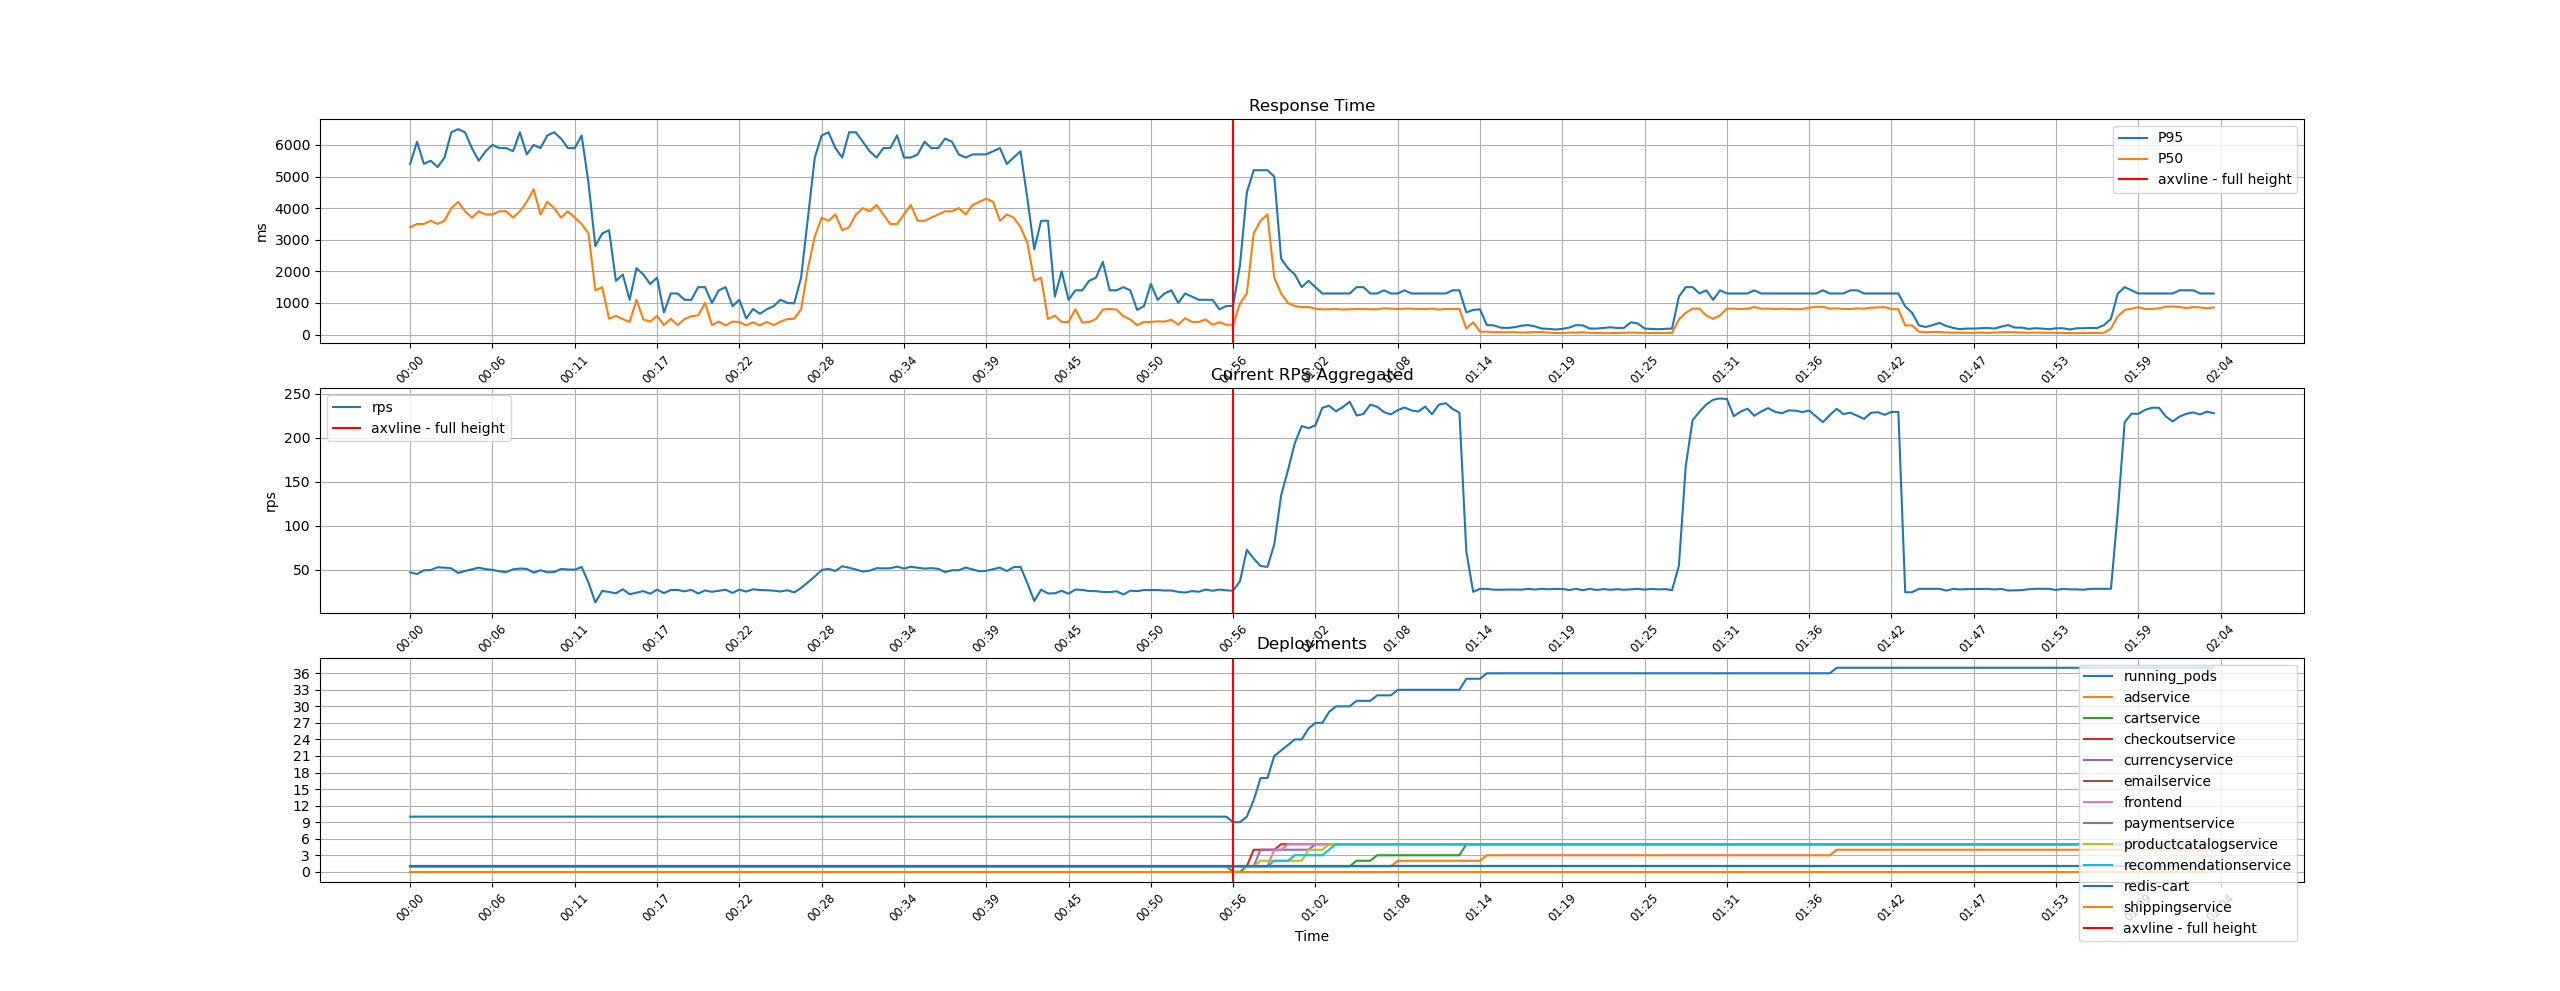 Response Time
ms
6000
5000
4000
3000
2000
1000
0
P95
P50
axvline - full height
00:00 00:06 00:11 00:17 00:22 00:28 00:34 00:39 00:45 00:50 00:56 01:02 01:08 01:14 01:19 01:25 01:31 01:36 01:42 01:47 01:53 01:59 02:04
Current RPS Aggregated
rps
250
200
150
100
50
rps
axvline - full height
00:00 00:06 00:11 00:17 00:22 00:28 00:34 00:39 00:45 00:50 00:56 01:02 01:08 01:14 01:19 01:25 01:31 01:36 01:42 01:47 01:53 01:59 02:04
Deployments
36
33
30
27
24
21
18
15
12
9
6
3
0
running_pods
adservice
cartservice
checkoutservice
currencyservice
emailservice
frontend
paymentservice
productcatalogservice
recommendationservice
redis-cart
shippingservice
axvline - full height
00:00 00:06 00:11 00:17 00:22 00:28 00:34 00:39 00:45 00:50 00:56 01:02 01:08 01:14 01:19 01:25 01:31 01:36 01:42 01:47 01:53 01:59 02:04
Time